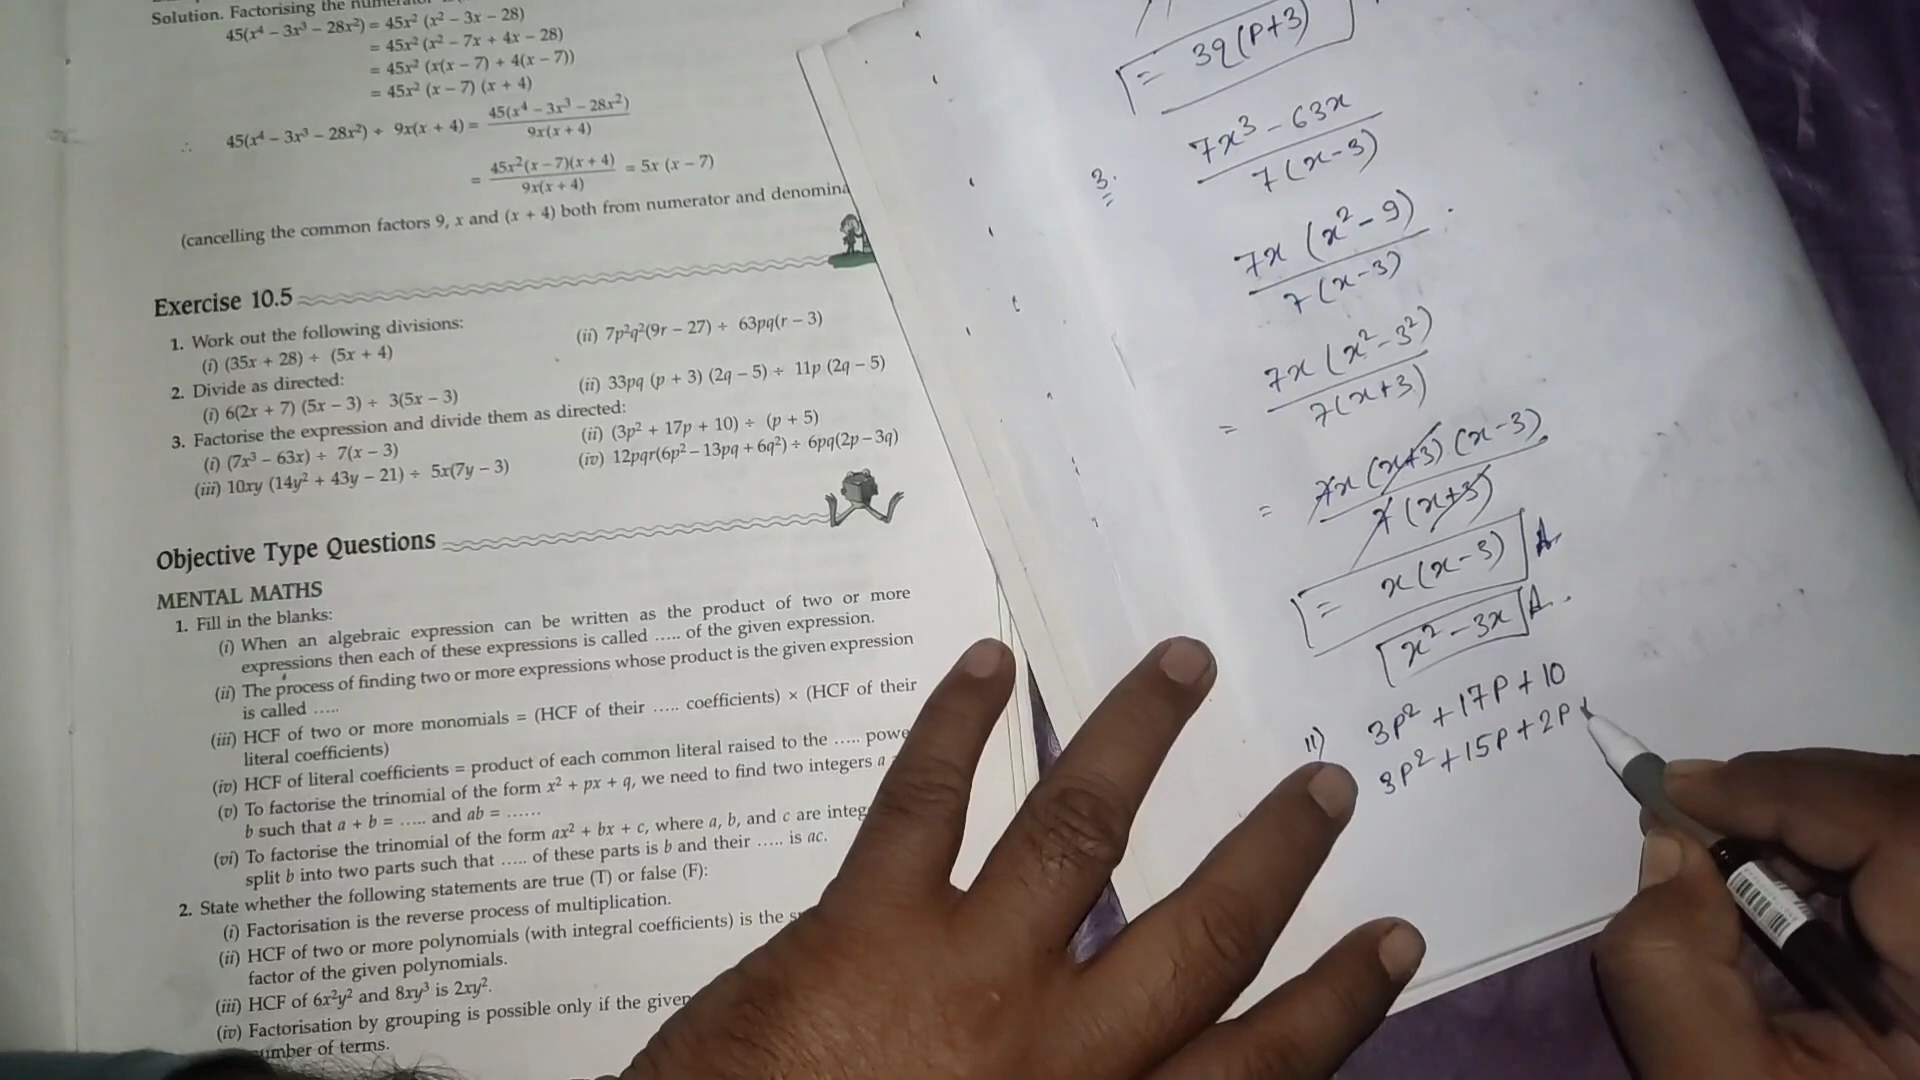 Solution. Factorising the
45(x⁴ – 3x³ – 28x²) = 45x² (x² – 3x – 28)
= 45x² (x² – 7x + 4x – 28)
= 45x² (x(x – 7) + 4(x – 7))
= 45x² (x – 7) (x + 4)
∴ 45(x⁴ – 3x³ – 28x²) ÷ 9x(x + 4) = 45(x⁴ – 3x³ – 28x²) / 9x(x + 4)
= 45x²(x – 7)(x + 4) / 9x(x + 4) = 5x (x – 7)
(cancelling the common factors 9, x and (x + 4) both from numerator and denomina
Exercise 10.5
1. Work out the following divisions:
(i) (35x + 28) ÷ (5x + 4) (ii) 7p²q²(9r – 27) ÷ 63pq(r – 3)
2. Divide as directed:
(i) 6(2x + 7) (5x – 3) ÷ 3(5x – 3) (ii) 33pq (p + 3) (2q – 5) ÷ 11p (2q – 5)
3. Factorise the expression and divide them as directed:
(i) (7x³ – 63x) ÷ 7(x – 3) (ii) (3p² + 17p + 10) ÷ (p + 5)
(iii) 10xy (14y² + 43y – 21) ÷ 5x(7y – 3) (iv) 12pqr(6p² – 13pq + 6q²) ÷ 6pq(2p – 3q)
Objective Type Questions
MENTAL MATHS
1. Fill in the blanks:
(i) When an algebraic expression can be written as the product of two or more
expressions then each of these expressions is called ..... of the given expression.
(ii) The process of finding two or more expressions whose product is the given expression
is called .....
(iii) HCF of two or more monomials = (HCF of their ..... coefficients) × (HCF of their
literal coefficients)
(iv) HCF of literal coefficients = product of each common literal raised to the ..... powe
(v) To factorise the trinomial of the form x² + px + q, we need to find two integers a
b such that a + b = ..... and ab = ......
(vi) To factorise the trinomial of the form ax² + bx + c, where a, b, and c are integ
split b into two parts such that ..... of these parts is b and their ..... is ac.
2. State whether the following statements are true (T) or false (F):
(i) Factorisation is the reverse process of multiplication.
(ii) HCF of two or more polynomials (with integral coefficients) is the s
factor of the given polynomials.
(iii) HCF of 6x²y² and 8xy³ is 2xy².
(iv) Factorisation by grouping is possible only if the given
number of terms.
= 3q(p+3)
3. 7x³ – 63x / 7(x–3)
7x (x² – 9) / 7(x–3)
= 7x (x² – 3²) / 7(x+3)
= 7x (x+3) (x–3) / 7 (x+3)
= x(x–3) A.
x² – 3x A.
11) 3p² + 17p + 10
3p² + 15p + 2p